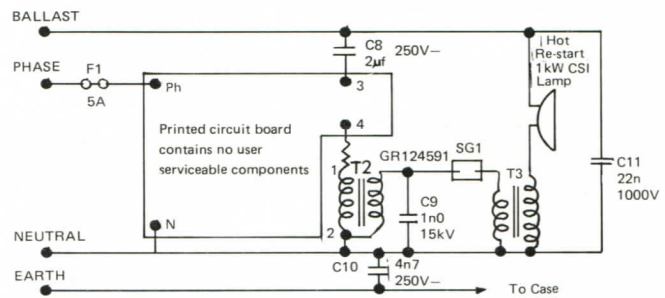 BALLAST
PHASE
F1
5A
Ph
C8
250V–
2µf
3
4
Printed circuit board
contains no user
serviceable components
Hot
Re-start
1kW CSI
Lamp
1
T2
GR124591
SG1
T3
C11
22n
1000V
C9
1n0
15kV
N
2
NEUTRAL
C10
4n7
250V–
EARTH
To Case